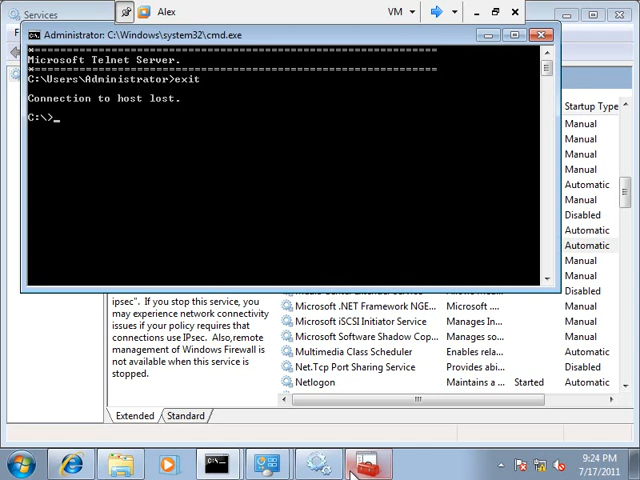 Services
Alex
VM
Administrator: C:\Windows\system32\cmd.exe
*===============================================
Microsoft Telnet Server.
*===============================================
C:\Users\Administrator>exit
Connection to host lost.
C:\>_
Startup Type
Manual
Manual
Manual
Manual
Automatic
Manual
Disabled
Automatic
Automatic
Manual
Manual
Disabled
ipsec". If you stop this service, you
may experience network connectivity
issues if your policy requires that
connections use IPsec. Also,remote
management of Windows Firewall is
not available when this service is
stopped.
Microsoft .NET Framework NGE... Microsoft .... Manual
Microsoft iSCSI Initiator Service Manages In... Manual
Microsoft Software Shadow Cop... Manages So... Manual
Multimedia Class Scheduler Enables rela... Automatic
Net.Tcp Port Sharing Service Provides abi... Disabled
Netlogon Maintains a ... Started Automatic
Extended
Standard
9:24 PM
7/17/2011